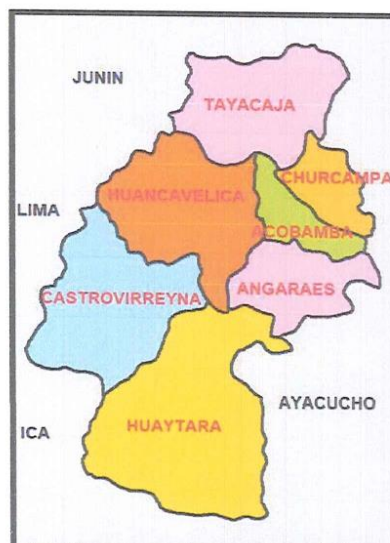 JUNIN
TAYACAJA
CHURCAMPA
HUANCAVELICA
LIMA
ACOBAMBA
ANGARAES
CASTROVIRREYNA
AYACUCHO
ICA
HUAYTARA